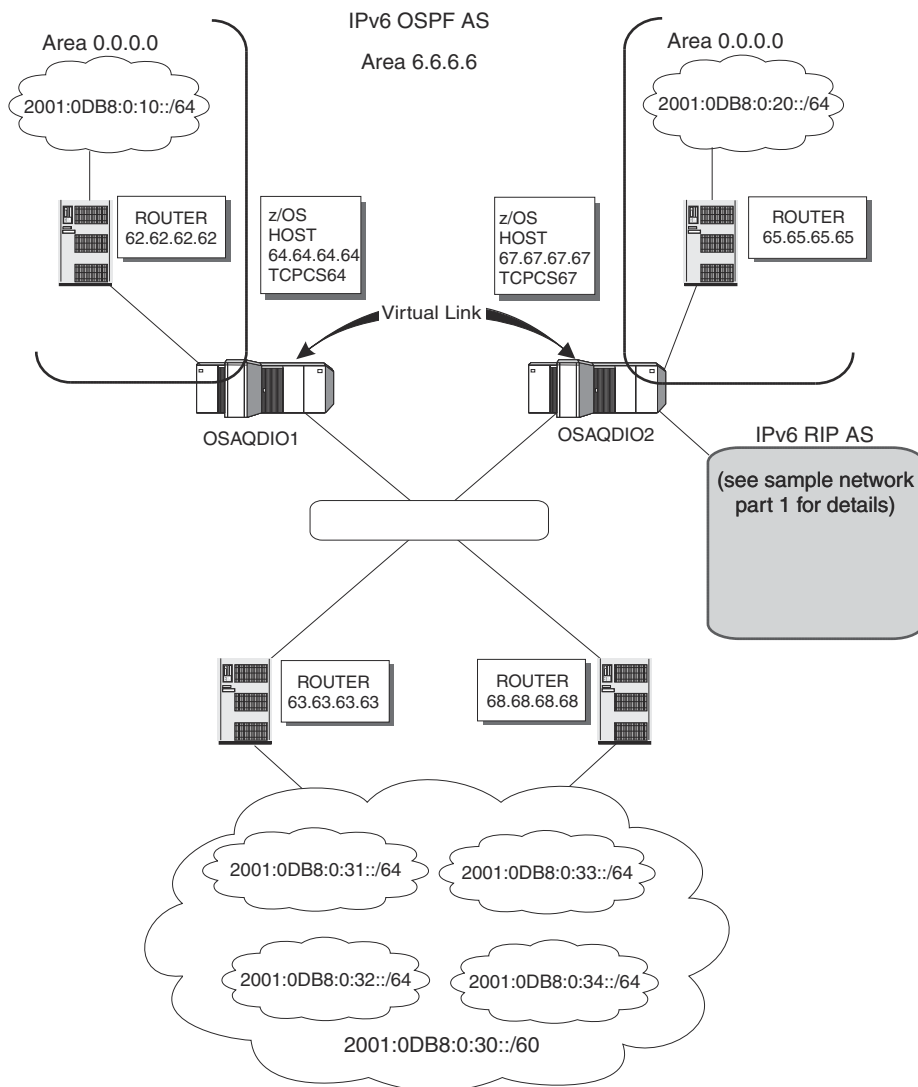 IPv6 OSPF AS
Area 6.6.6.6
Area 0.0.0.0
2001:0DB8:0:10::/64
Area 0.0.0.0
2001:0DB8:0:20::/64
ROUTER
62.62.62.62
z/OS
HOST
64.64.64.64
TCPCS64
z/OS
HOST
67.67.67.67
TCPCS67
ROUTER
65.65.65.65
Virtual Link
OSAQDIO1
OSAQDIO2
IPv6 RIP AS
(see sample network
part 1 for details)
ROUTER
63.63.63.63
ROUTER
68.68.68.68
2001:0DB8:0:31::/64
2001:0DB8:0:33::/64
2001:0DB8:0:32::/64
2001:0DB8:0:34::/64
2001:0DB8:0:30::/60